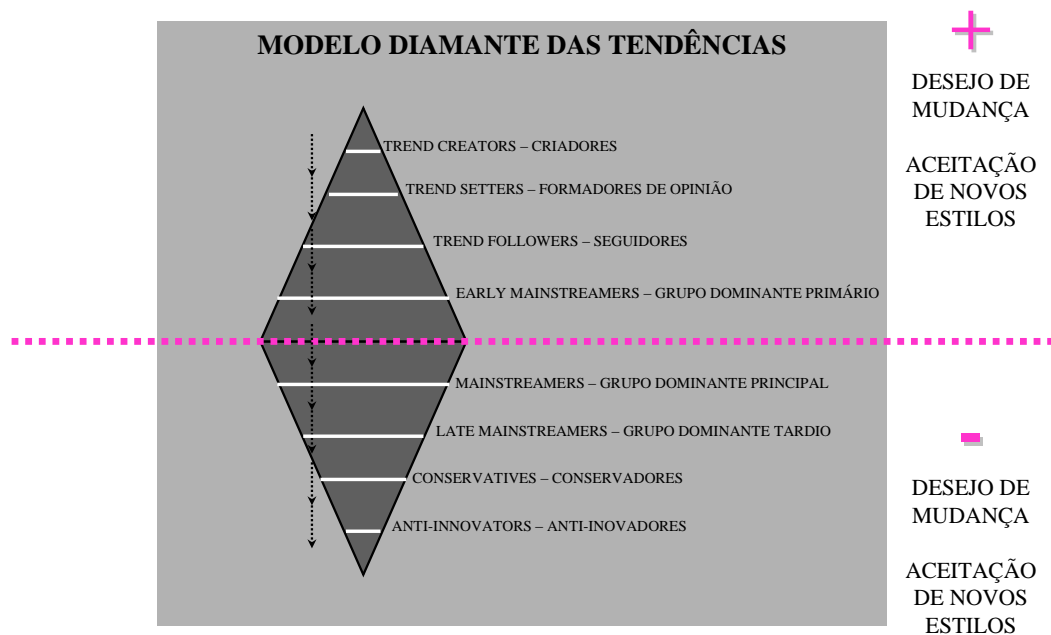 MODELO DIAMANTE DAS TENDÊNCIAS
TREND CREATORS – CRIADORES
TREND SETTERS – FORMADORES DE OPINIÃO
TREND FOLLOWERS – SEGUIDORES
EARLY MAINSTREAMERS – GRUPO DOMINANTE PRIMÁRIO
MAINSTREAMERS – GRUPO DOMINANTE PRINCIPAL
LATE MAINSTREAMERS – GRUPO DOMINANTE TARDIO
CONSERVATIVES – CONSERVADORES
ANTI-INNOVATORS – ANTI-INOVADORES
+
DESEJO DE
MUDANÇA
ACEITAÇÃO
DE NOVOS
ESTILOS
-
DESEJO DE
MUDANÇA
ACEITAÇÃO
DE NOVOS
ESTILOS